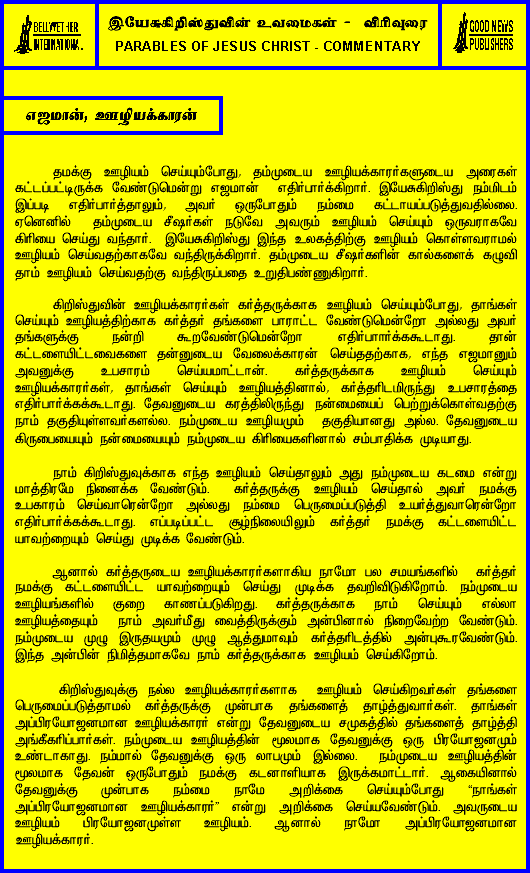 BELLWETHER
INTERNATIONAL
இயேசுகிறிஸ்துவின் உவமைகள் - விரிவுரை
PARABLES OF JESUS CHRIST - COMMENTARY
GOOD NEWS
PUBLISHERS
எஜமான், ஊழியக்காரன்
தமக்கு ஊழியம் செய்யும்போது, தம்முடைய ஊழியக்காரர்களுடைய அரைகள்
கட்டப்பட்டிருக்க வேண்டுமென்று எஜமான் எதிர்பார்க்கிறார். இயேசுகிறிஸ்து நம்மிடம்
இப்படி எதிர்பார்த்தாலும், அவர் ஒருபோதும் நம்மை கட்டாயப்படுத்துவதில்லை.
ஏனெனில் தம்முடைய சீஷர்கள் நடுவே அவரும் ஊழியம் செய்யும் ஒருவராகவே
கிரியை செய்து வந்தார். இயேசுகிறிஸ்து இந்த உலகத்திற்கு ஊழியம் கொள்ளவராமல்
ஊழியம் செய்வதற்காகவே வந்திருக்கிறார். தம்முடைய சீஷர்களின் கால்களைக் கழுவி
தாம் ஊழியம் செய்வதற்கு வந்திருப்பதை உறுதிபண்ணுகிறார்.
கிறிஸ்துவின் ஊழியக்காரர்கள் கர்த்தருக்காக ஊழியம் செய்யும்போது, தாங்கள்
செய்யும் ஊழியத்திற்காக கர்த்தர் தங்களை பாராட்ட வேண்டுமென்றோ அல்லது அவர்
தங்களுக்கு நன்றி கூறவேண்டுமென்றோ எதிர்பாார்க்ககூடாது. தான்
கட்டளையிட்டவைகளை தன்னுடைய வேலைக்காரன் செய்ததற்காக, எந்த எஜமானும்
அவனுக்கு உபசாரம் செய்யமாட்டான். கர்த்தருக்காக ஊழியம் செய்யும்
ஊழியக்காரர்கள், தாங்கள் செய்யும் ஊழியத்தினால், கர்த்தரிடமிருந்து உபசாரத்தை
எதிர்பார்க்கக்கூடாது. தேவனுடைய கரத்திலிருந்து நன்மையைப் பெற்றுக்கொள்வதற்கு
நாம் தகுதியுள்ளவர்களல்ல. நம்முடைய ஊழியமும் தகுதியானது அல்ல. தேவனுடைய
கிருபையையும் நன்மையையும் நம்முடைய கிரியைகளினால் சம்பாதிக்க முடியாது.
நாம் கிறிஸ்துவுக்காக எந்த ஊழியம் செய்தாலும் அது நம்முடைய கடமை என்று
மாத்திரமே நினைக்க வேண்டும். கர்த்தருக்கு ஊழியம் செய்தால் அவர் நமக்கு
உபகாரம் செய்வாரென்றோ அல்லது நம்மை பெருமைப்படுத்தி உயர்த்துவாரென்றோ
எதிர்பார்க்கக்கூடாது. எப்படிப்பட்ட சூழ்நிலையிலும் கர்த்தர் நமக்கு கட்டளையிட்ட
யாவற்றையும் செய்து முடிக்க வேண்டும்.
ஆனால் கர்த்தருடைய ஊழியக்காரர்களாகிய நாமோ பல சமயங்களில் கர்த்தர்
நமக்கு கட்டளையிட்ட யாவற்றையும் செய்து முடிக்க தவறிவிடுகிறோம். நம்முடைய
ஊழியங்களில் குறை காணப்படுகிறது. கர்த்தருக்காக நாம் செய்யும் எல்லா
ஊழியத்தையும் நாம் அவர்மீது வைத்திருக்கும் அன்பினால் நிறைவேற்ற வேண்டும்.
நம்முடைய முழு இருதயமும் முழு ஆத்துமாவும் கர்த்தரிடத்தில் அன்புகூரவேண்டும்.
இந்த அன்பின் நிமித்தமாகவே நாம் கர்த்தருக்காக ஊழியம் செய்கிறோம்.
கிறிஸ்துவுக்கு நல்ல ஊழியக்காரர்களாக ஊழியம் செய்கிறவர்கள் தங்களை
பெருமைப்படுத்தாமல் கர்த்தருக்கு முன்பாக தங்களைத் தாழ்த்துவார்கள். தாங்கள்
அப்பிரயோஜனமான ஊழியக்காரர் என்று தேவனுடைய சமுகத்தில் தங்களைத் தாழ்த்தி
அங்கீகரிப்பார்கள். நம்முடைய ஊழியத்தின் மூலமாக தேவனுக்கு ஒரு பிரயோஜனமும்
உண்டாகாது. நம்மால் தேவனுக்கு ஒரு லாபமும் இல்லை. நம்முடைய ஊழியத்தின்
மூலமாக தேவன் ஒருபோதும் நமக்கு கடனாளியாக இருக்கமாட்டார். ஆகையினால்
தேவனுக்கு முன்பாக நம்மை நாமே அறிக்கை செய்யும்போது “நாங்கள்
அப்பிரயோஜனமான ஊழியக்காரர்” என்று அறிக்கை செய்யவேண்டும். அவருடைய
ஊழியம் பிரயோஜனமுள்ள ஊழியம். ஆனால் நாமோ அப்பிரயோஜனமான
ஊழியக்காரர்.